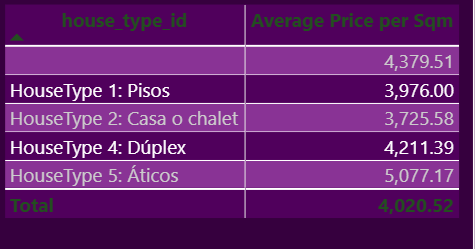 house_type_id Average Price per Sqm
4,379.51
HouseType 1: Pisos 3,976.00
HouseType 2: Casa o chalet 3,725.58
HouseType 4: Dúplex 4,211.39
HouseType 5: Áticos 5,077.17
Total 4,020.52